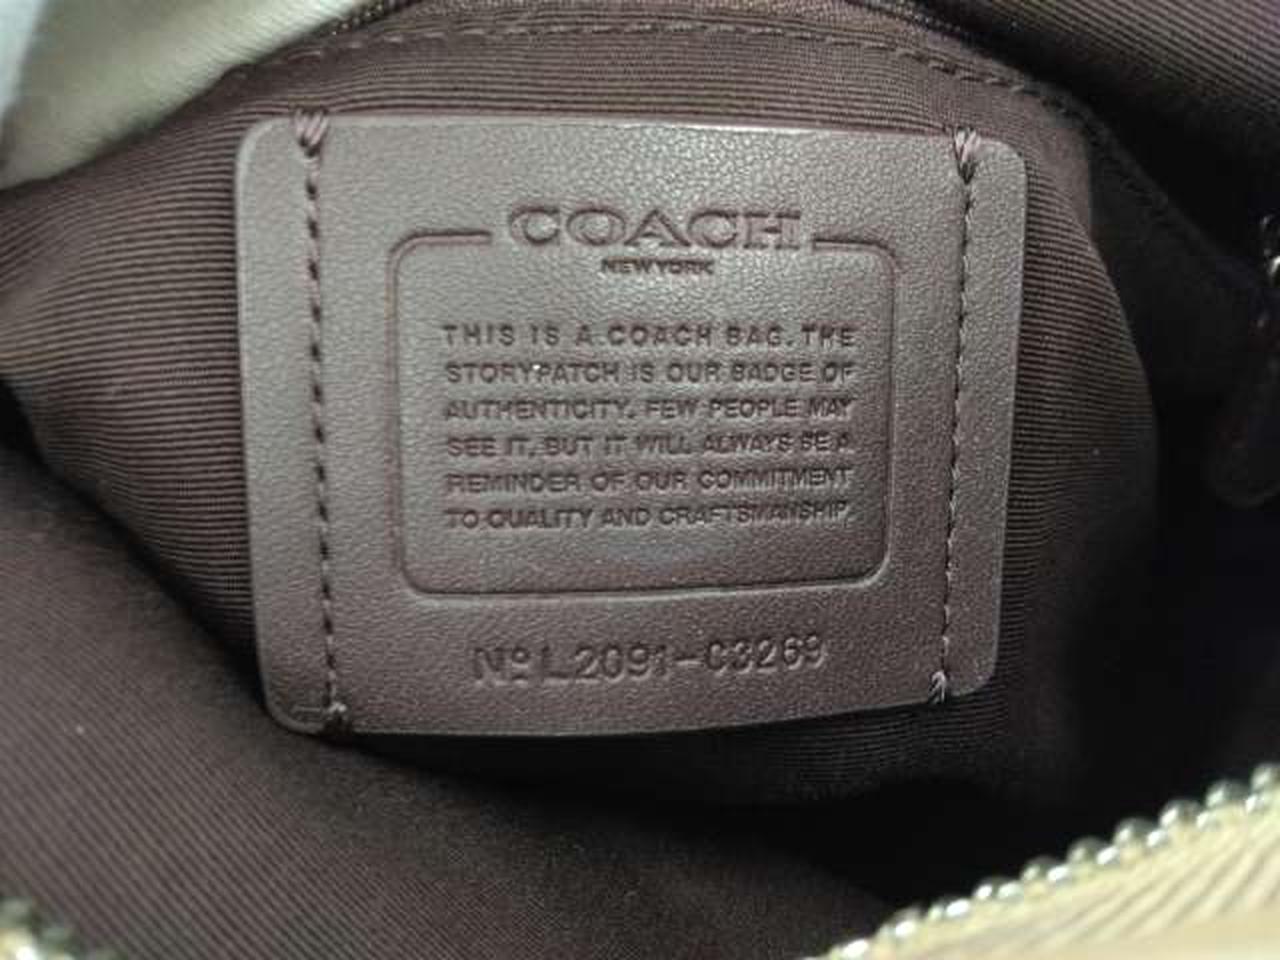 COACH
NEW YORK
THIS IS A COACH BAG. THE
STORYPATCH IS OUR BADGE OF
AUTHENTICITY. FEW PEOPLE MAY
SEE IT, BUT IT WILL ALWAYS BE A
REMINDER OF OUR COMMITMENT
TO QUALITY AND CRAFTSMANSHIP.
Nº L2091-C3269